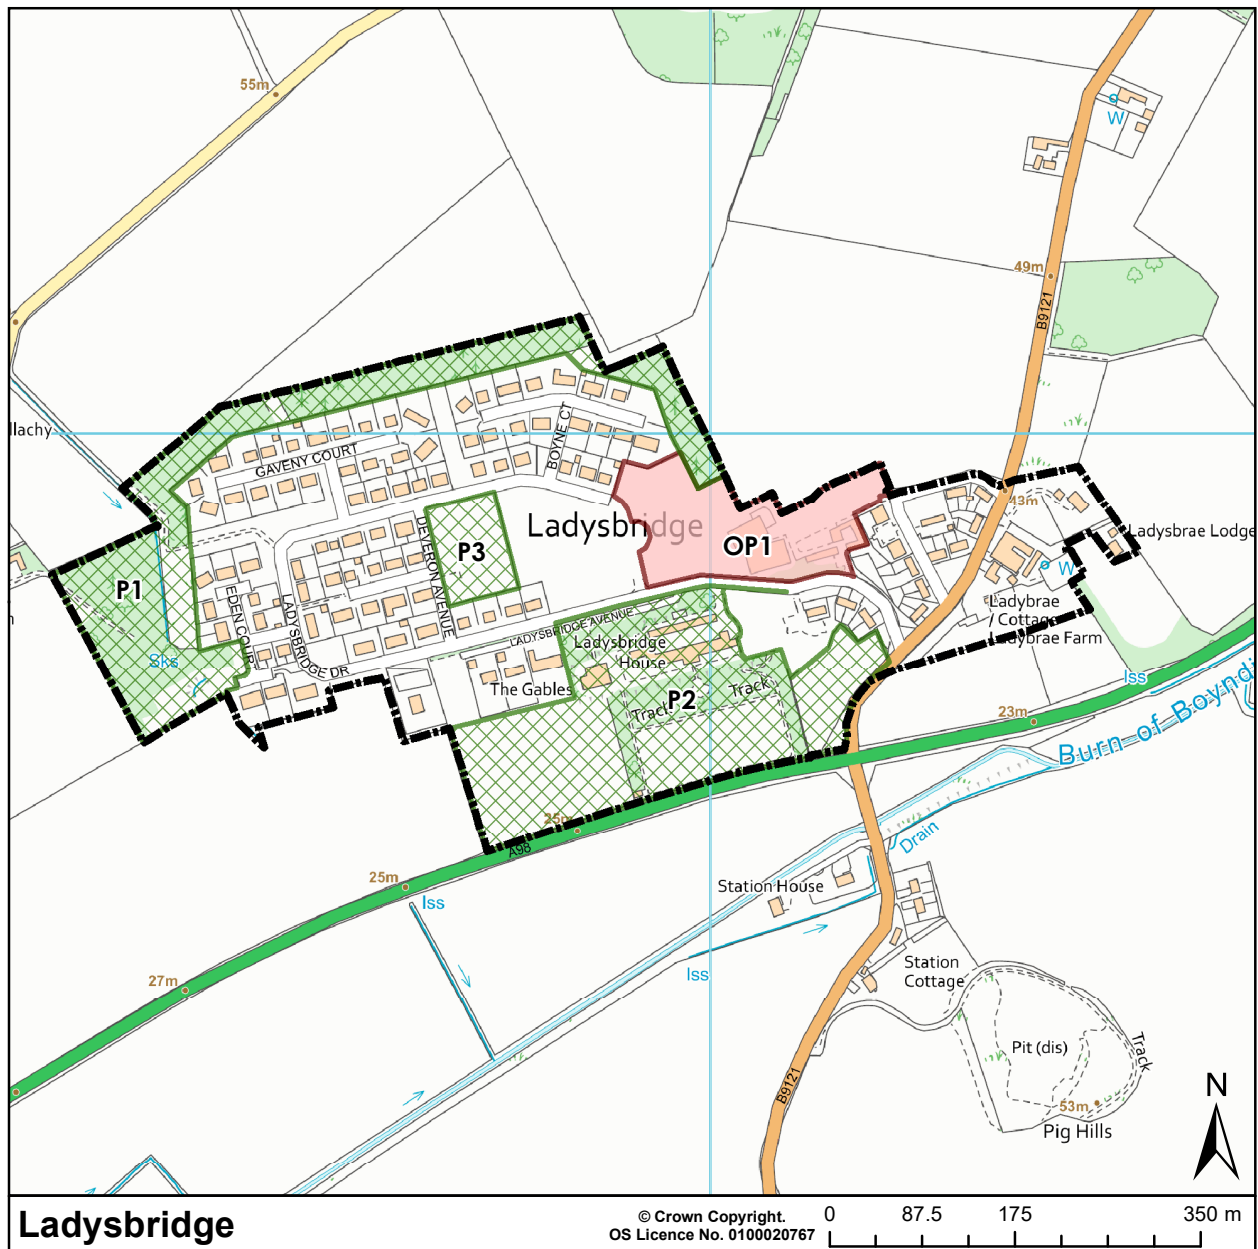 55m
W
49m
B9121
llachy
GAVENY COURT
BOYNE CT
Ladysbridge
43m
OP1
P3
DEVERON AVENUE
Ladysbrae Lodge
W
P1
EDEN COURT
LADYSBRIDGE DR
LADYSBRIDGE AVENUE
Ladybrae
/ Cottage
Ladybrae Farm
Ladysbridge
House
Sks
The Gables
Track
Track
P2
Iss
23m
Burn of Boyndi
25m
A98
Drain
25m
Iss
Station House
27m
Iss
Station
Cottage
Pit (dis)
Track
B9121
53m
Pig Hills
N
Ladysbridge
© Crown Copyright.
OS Licence No. 0100020767
0 87.5 175 350 m